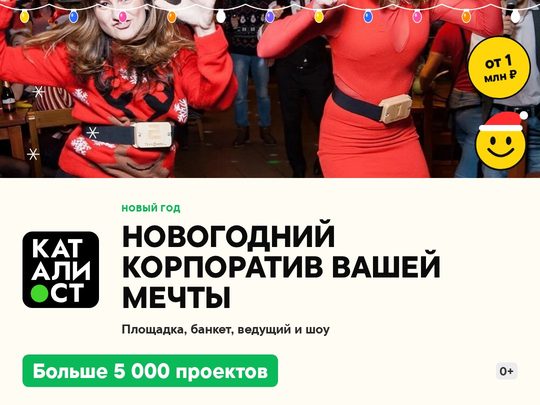 от 1
млн ₽
НОВЫЙ ГОД
НОВОГОДНИЙ
КОРПОРАТИВ ВАШЕЙ
МЕЧТЫ
КАТ
АЛИ
СТ
Площадка, банкет, ведущий и шоу
Больше 5 000 проектов
0+